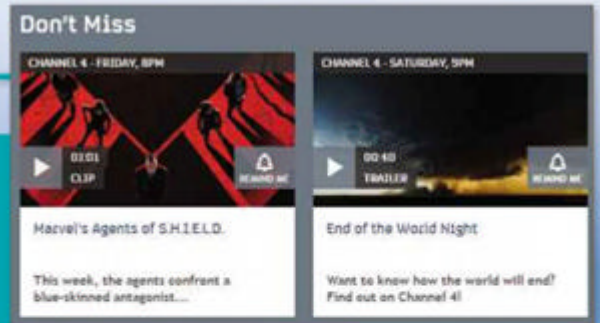 Don't Miss
CHANNEL 4 - FRIDAY, 8PM
03:01
CLIP
REMIND ME
Marvel's Agents of S.H.I.E.L.D.
This week, the agents confront a
blue-skinned antagonist....
CHANNEL 4 - SATURDAY, 9PM
00:40
TRAILER
REMIND ME
End of the World Night
Want to know how the world will end?
Find out on Channel 4!